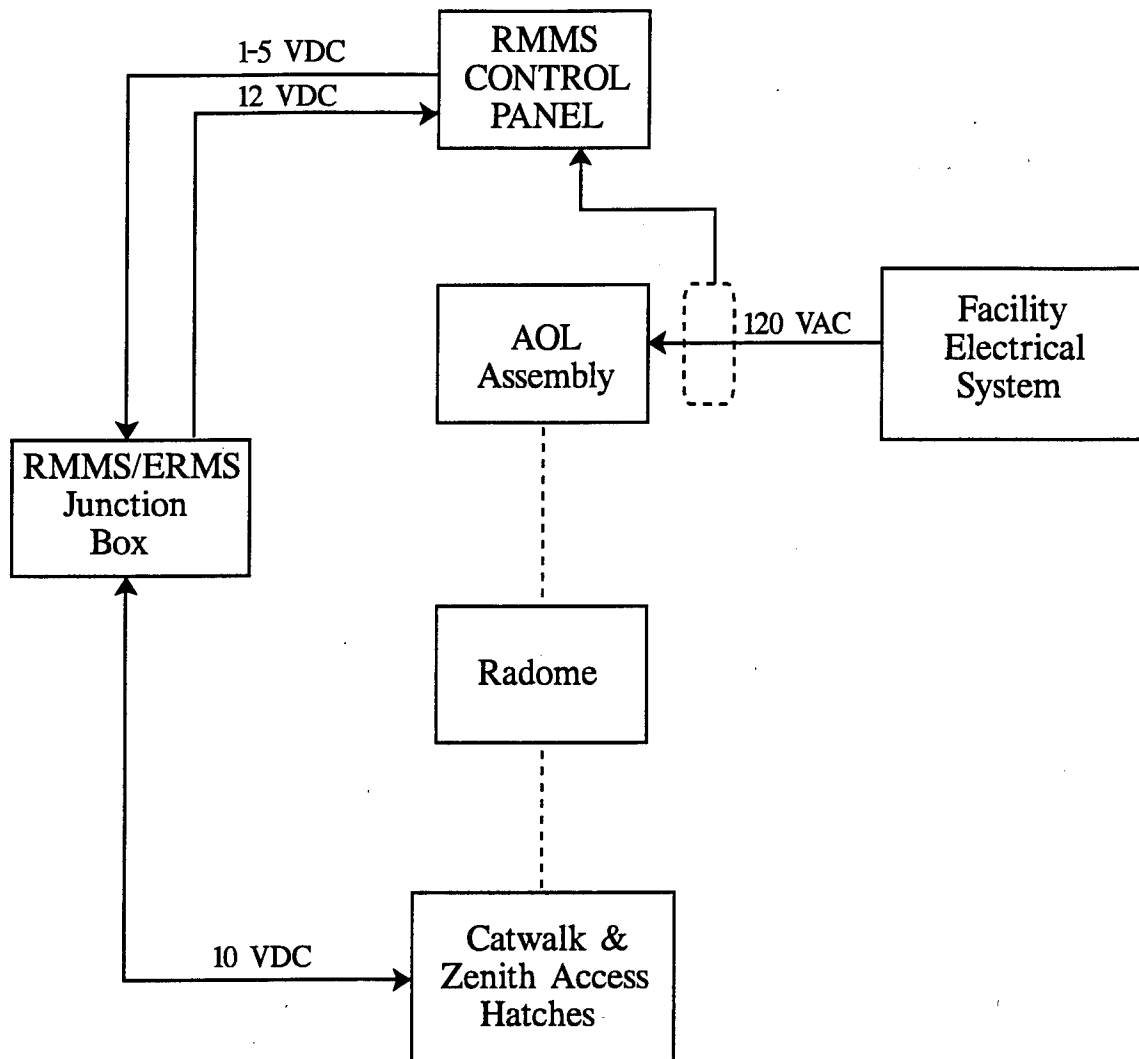 1-5 VDC
12 VDC
RMMS
CONTROL
PANEL
AOL
Assembly
120 VAC
Facility
Electrical
System
RMMS/ERMS
Junction
Box
Radome
10 VDC
Catwalk &
Zenith Access
Hatches